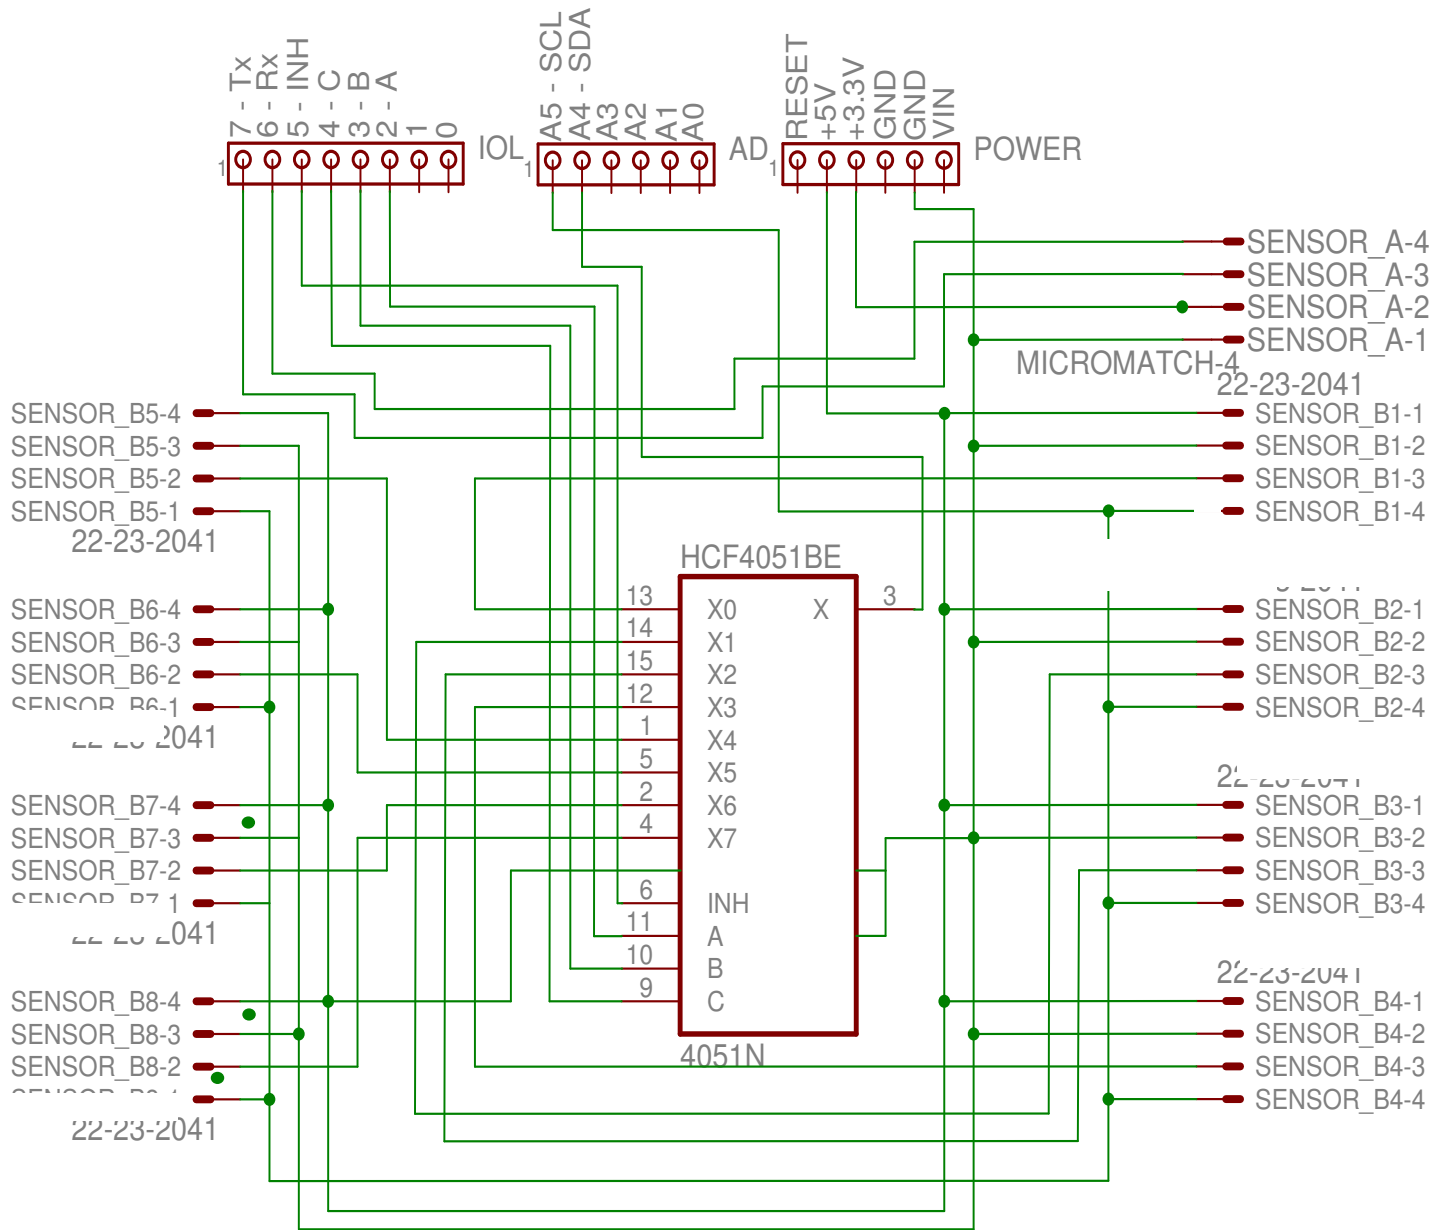 7 - Tx
6 - Rx
5 - INH
4 - C
3 - B
2 - A
1
0
IOL
1
A5 - SCL
A4 - SDA
A3
A2
A1
A0
AD
1
RESET
+5V
+3.3V
GND
GND
VIN
POWER
1
SENSOR_A-4
SENSOR_A-3
SENSOR_A-2
SENSOR_A-1
MICROMATCH-4
22-23-2041
SENSOR_B1-1
SENSOR_B1-2
SENSOR_B1-3
SENSOR_B1-4
SENSOR_B2-1
SENSOR_B2-2
SENSOR_B2-3
SENSOR_B2-4
SENSOR_B3-1
SENSOR_B3-2
SENSOR_B3-3
SENSOR_B3-4
22-23-2041
SENSOR_B4-1
SENSOR_B4-2
SENSOR_B4-3
SENSOR_B4-4
SENSOR_B5-4
SENSOR_B5-3
SENSOR_B5-2
SENSOR_B5-1
22-23-2041
SENSOR_B6-4
SENSOR_B6-3
SENSOR_B6-2
SENSOR_B6-1
SENSOR_B7-4
SENSOR_B7-3
SENSOR_B7-2
SENSOR_B8-4
SENSOR_B8-3
SENSOR_B8-2
22-23-2041
HCF4051BE
13 X0 X 3
14 X1
15 X2
12 X3
1 X4
5 X5
2 X6
4 X7
6 INH
11 A
10 B
9 C
4051N